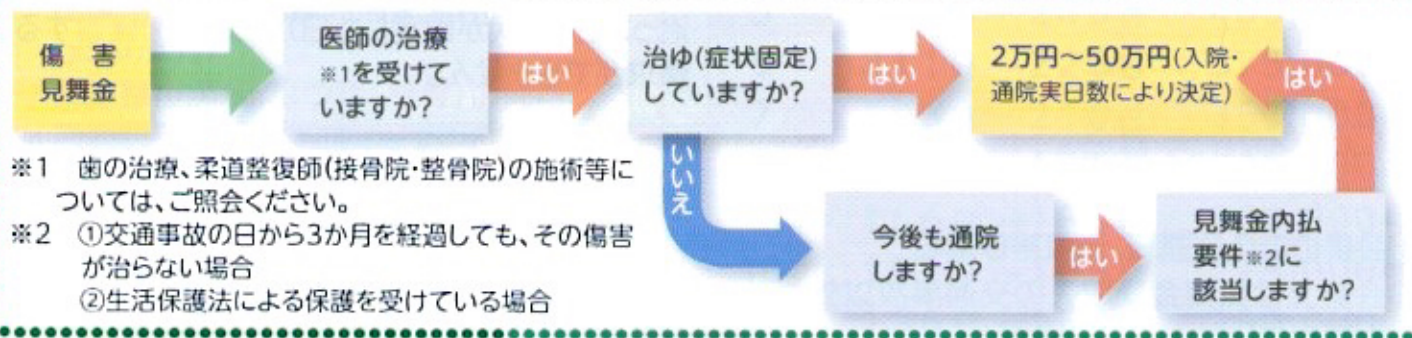 傷　害
見舞金
医師の治療
※1を受けて
いますか?
はい
治ゆ(症状固定)
していますか?
はい
2万円～50万円(入院・
通院実日数により決定)
はい
いいえ
今後も通院
しますか?
はい
見舞金内払
要件※2に
該当しますか?
※1　歯の治療、柔道整復師(接骨院・整骨院)の施術等に
ついては、ご照会ください。
※2　①交通事故の日から3か月を経過しても、その傷害
が治らない場合
②生活保護法による保護を受けている場合